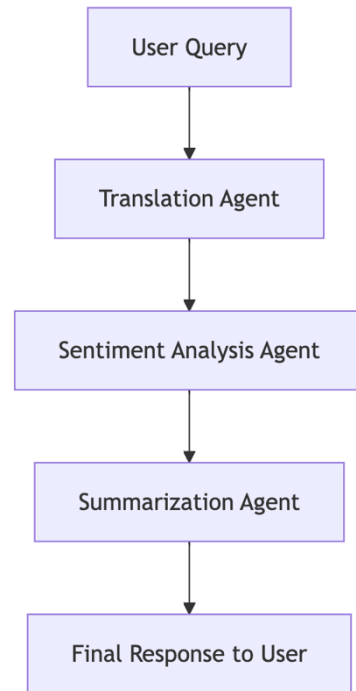 User Query
Translation Agent
Sentiment Analysis Agent
Summarization Agent
Final Response to User